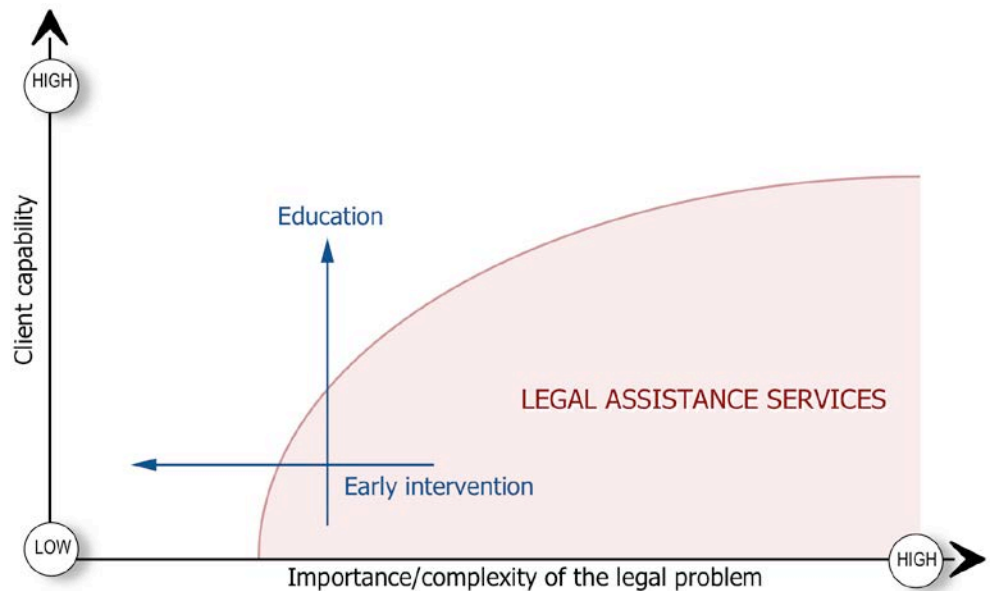 HIGH
Client capability
Education
LEGAL ASSISTANCE SERVICES
Early intervention
LOW
HIGH
Importance/complexity of the legal problem